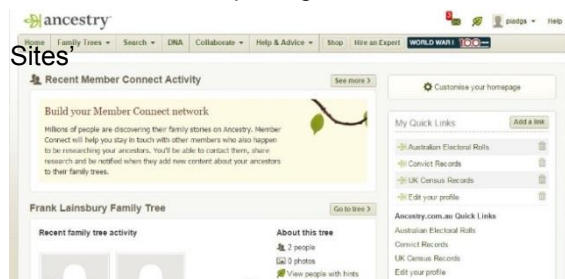 ancestry
3
piadgs
Help
Home Family Trees Search DNA Collaborate Help & Advice Shop Hire an Expert WORLD WAR I 100
Sites’
Recent Member Connect Activity
See more >
Customise your homepage
Build your Member Connect network
Millions of people are discovering their family stories on Ancestry. Member
Connect will help you stay in touch with other members who also happen
to be researching your ancestors. You'll be able to contact them, share
research and be notified when they add new content about your ancestors
to their family trees.
My Quick Links
Add a link
Australian Electoral Rolls
Convict Records
UK Census Records
Edit your profile
Frank Lainsbury Family Tree
Go to tree >
Recent family tree activity
About this tree
2 people
0 photos
View people with hints
Ancestry.com.au Quick Links
Australian Electoral Rolls
Convict Records
UK Census Records
Edit your profile